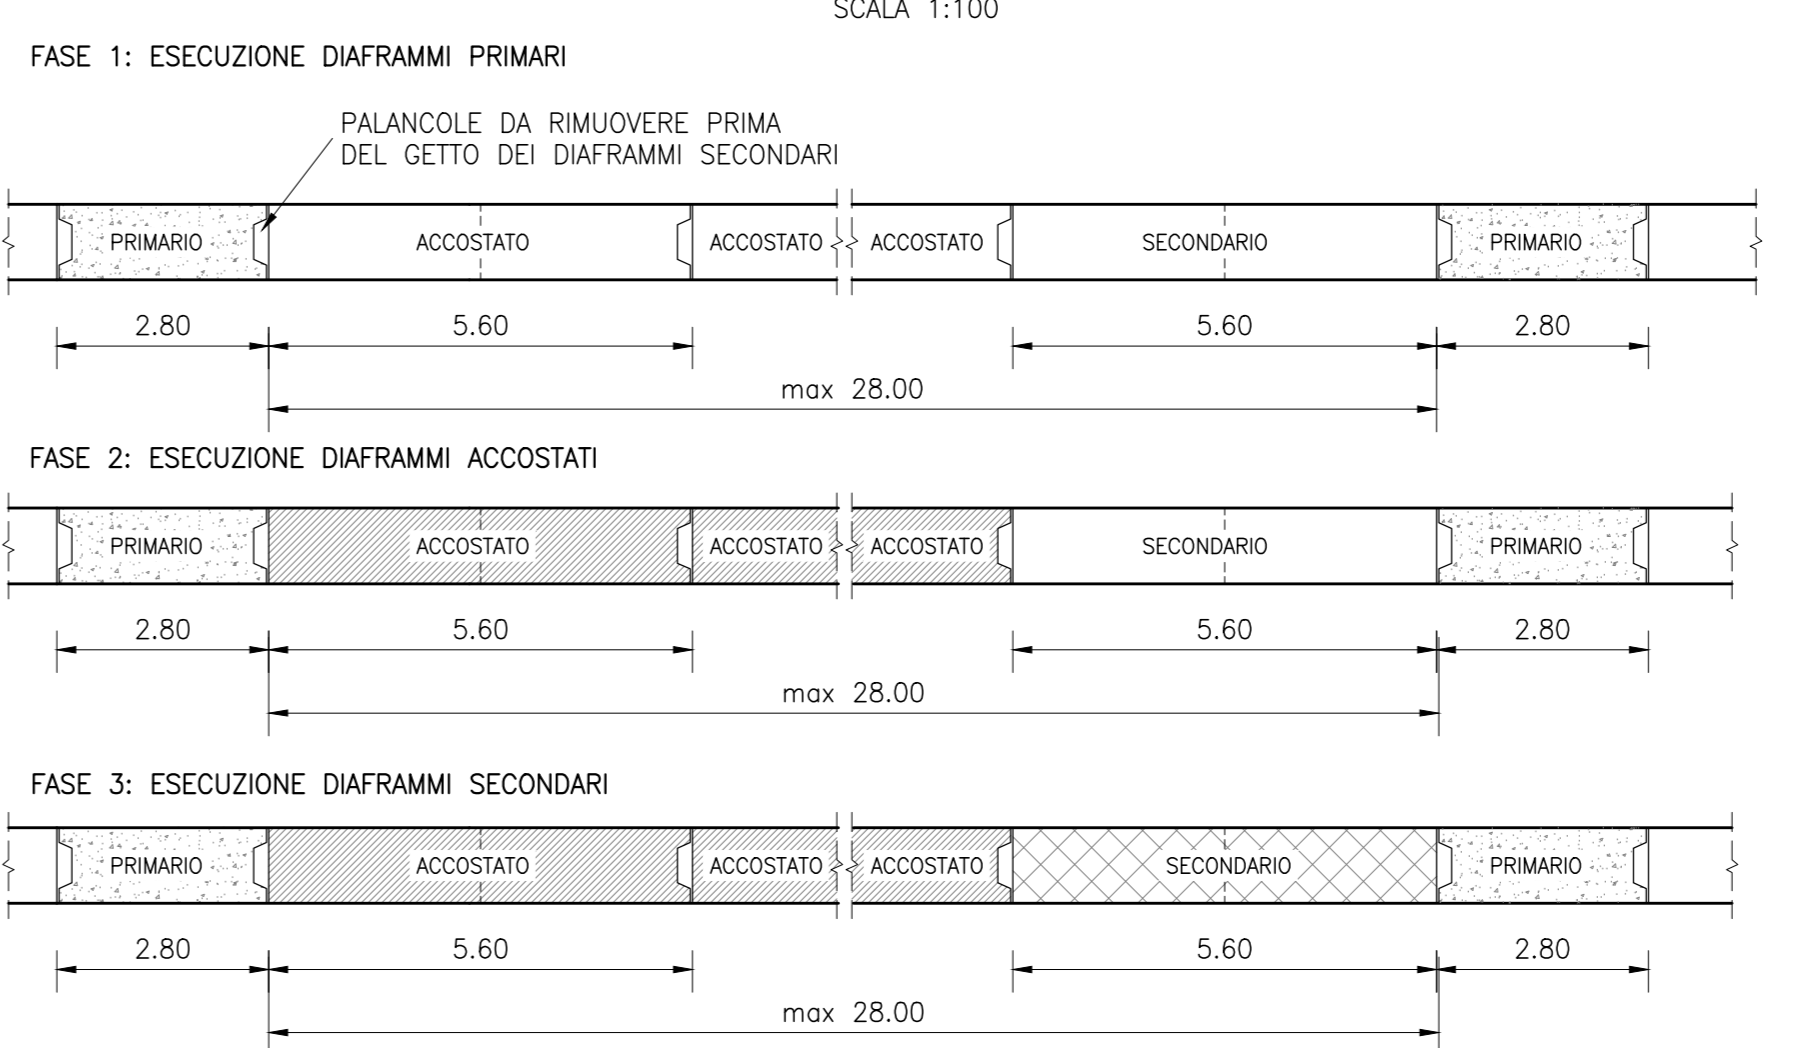 SCALA 1:100
FASE 1: ESECUZIONE DIAFRAMMI PRIMARI
PALANCOLE DA RIMUOVERE PRIMA
DEL GETTO DEI DIAFRAMMI SECONDARI
PRIMARIO ACCOSTATO ACCOSTATO ACCOSTATO SECONDARIO PRIMARIO
2.80 5.60 5.60 2.80
max 28.00
FASE 2: ESECUZIONE DIAFRAMMI ACCOSTATI
PRIMARIO ACCOSTATO ACCOSTATO ACCOSTATO SECONDARIO PRIMARIO
2.80 5.60 5.60 2.80
max 28.00
FASE 3: ESECUZIONE DIAFRAMMI SECONDARI
PRIMARIO ACCOSTATO ACCOSTATO ACCOSTATO SECONDARIO PRIMARIO
2.80 5.60 5.60 2.80
max 28.00